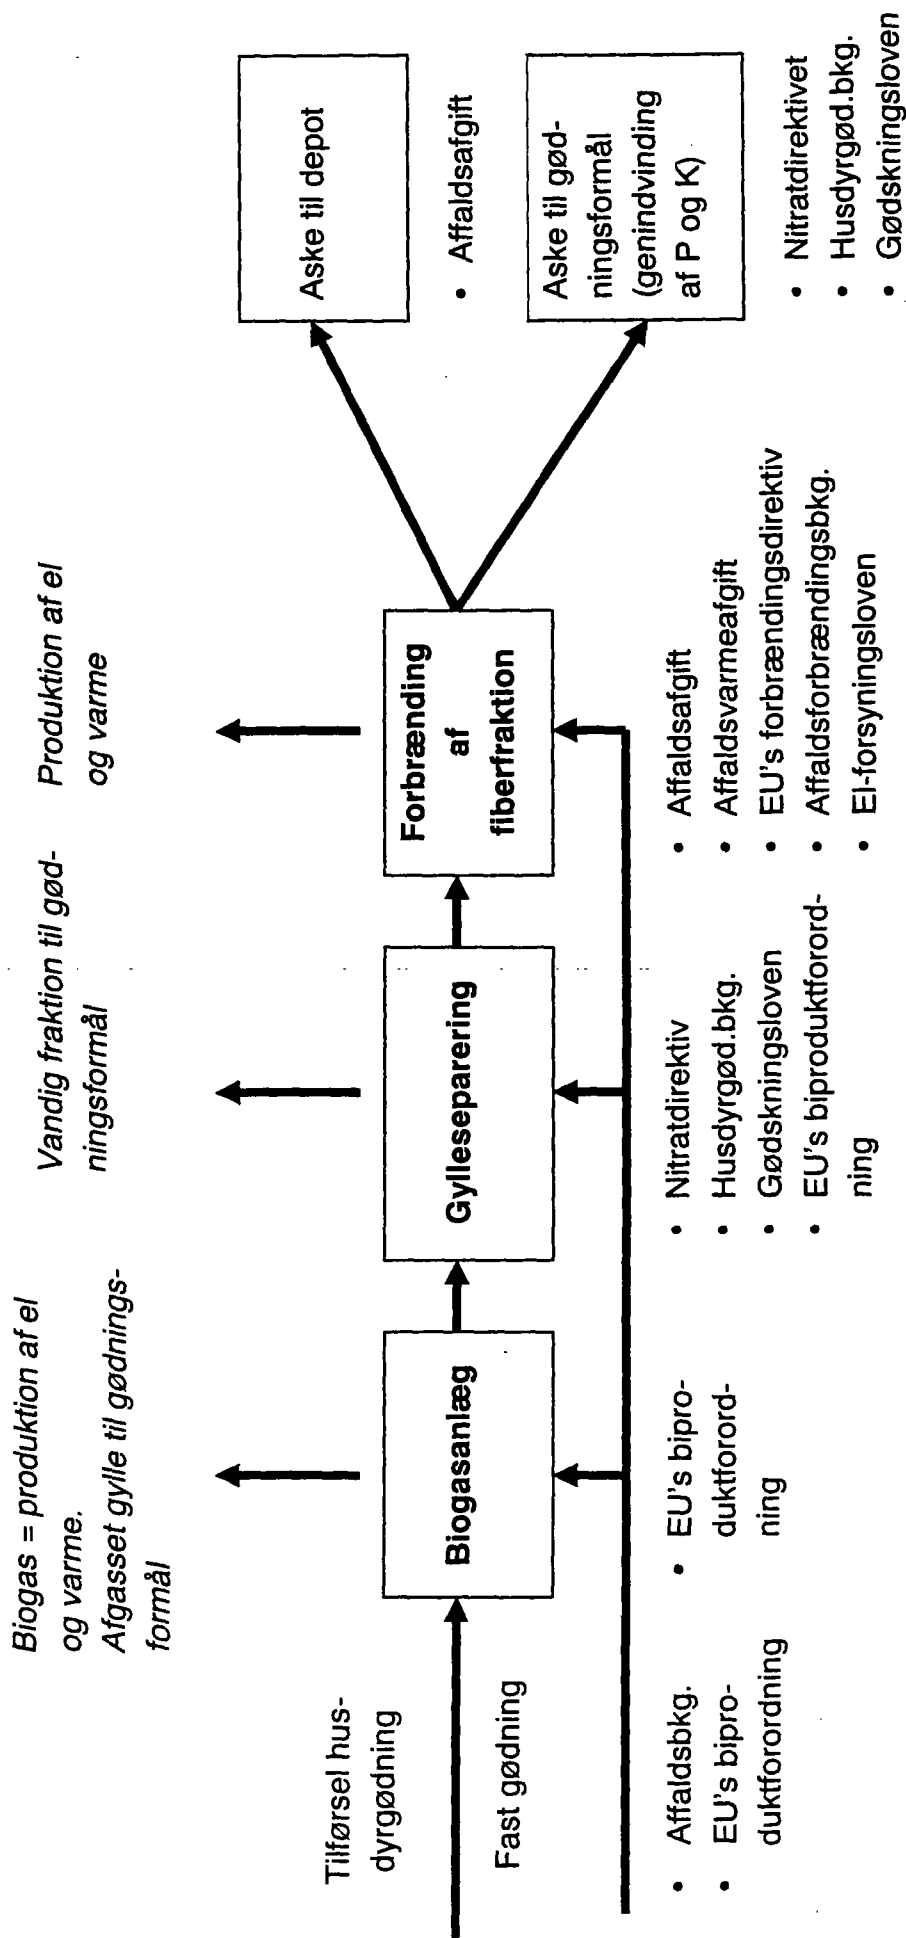 Biogas = produktion af el
og varme.
Afgasset gylle til gødnings-
formål
Vandig fraktion til gød-
ningsformål
Produktion af el
og varme
Tilførsel hus-
dyrgødning
Fast gødning
Biogasanlæg
Gylleseparering
Forbrænding
af
fiberfraktion
Aske til depot
• Affaldsafgift
Aske til gød-
ningsformål
(genindvinding
af P og K)
• Nitratdirektivet
• Husdyrgød.bkg.
• Gødskningsloven
• Affaldsbkg.
• EU's bipro-
duktforordning
• EU's bipro-
duktforord-
ning
• Nitratdirektiv
• Husdyrgød.bkg.
• Gødskningsloven
• EU's biproduktforord-
ning
• Affaldsafgift
• Affaldsvarmeafgift
• EU's forbrændingsdirektiv
• Affaldsforbrændingsbkg.
• El-forsyningsloven